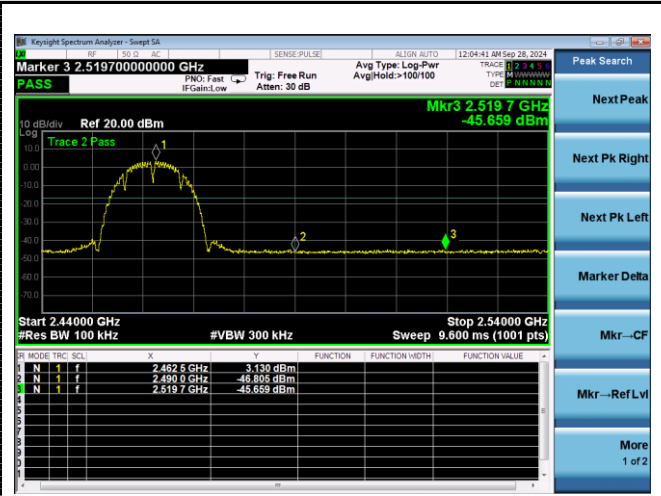 Keysight Spectrum Analyzer - Swept SA
RF 50 Ω AC SENSE:PULSE ALIGN AUTO 12:04:41 AM Sep 28, 2024
Marker 3 2.519700000000 GHz
PASS
PNO: Fast
IFGain:Low
Trig: Free Run
Atten: 30 dB
Avg Type: Log-Pwr
Avg|Hold:>100/100
TRACE 1 2 3 4 5 6
TYPE M W W W W W
DET P N N N N N
Mkr3 2.519 7 GHz
-45.659 dBm
10 dB/div Ref 20.00 dBm
Log
Trace 2 Pass
10.0
0.00
-10.0
-20.0
-30.0
-40.0
-50.0
-60.0
-70.0
1
2
3
Start 2.44000 GHz Stop 2.54000 GHz
#Res BW 100 kHz #VBW 300 kHz Sweep 9.600 ms (1001 pts)
MODE TRC SCL X Y FUNCTION FUNCTION WIDTH FUNCTION VALUE
1 N 1 f 2.462 5 GHz 3.130 dBm
2 N 1 f 2.490 0 GHz -46.805 dBm
3 N 1 f 2.519 7 GHz -45.659 dBm
4
5
6
7
8
9
Peak Search
Next Peak
Next Pk Right
Next Pk Left
Marker Delta
Mkr→CF
Mkr→Ref Lvl
More
1 of 2